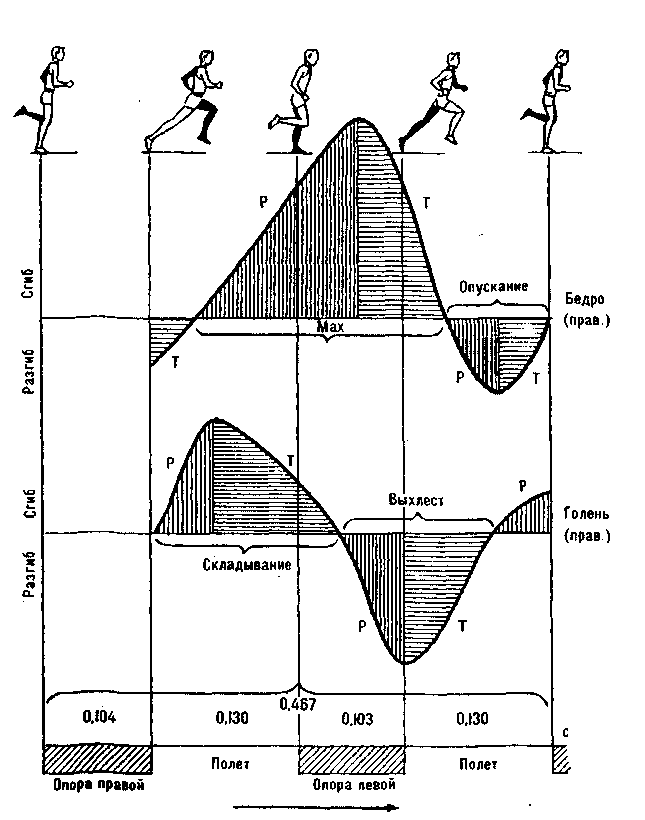 Р
Т
Сгиб
Опускание
Бедро
(прав.)
Мах
Разгиб
Т
Р
Т
Р
Т
Р
Сгиб
Выхлест
Голень
(прав.)
Складывание
Разгиб
Р
Т
0,467
0,104
0,130
0,103
0,130
с
Полет
Полет
Опора правой
Опора левой